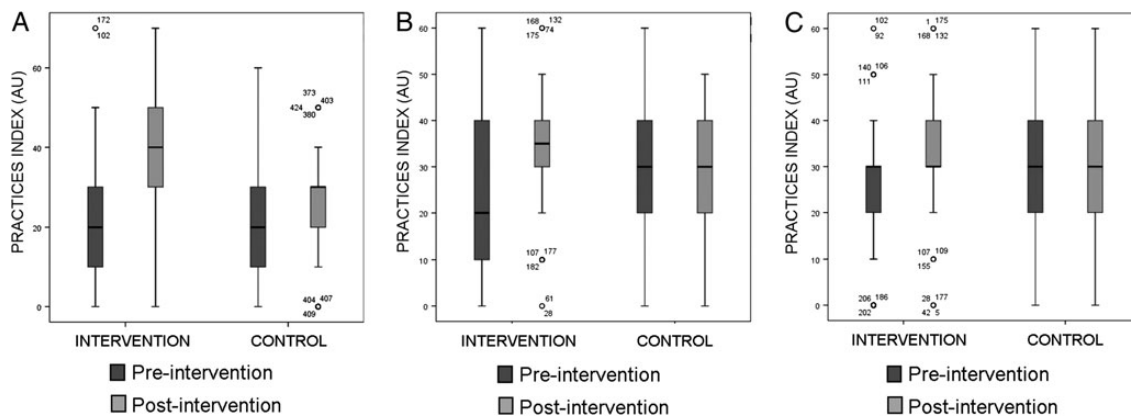 A
PRACTICES INDEX (AU)
60
40
20
0
172
102
373
424 403
380
404 407
409
INTERVENTION CONTROL
Pre-intervention
Post-intervention
B
PRACTICES INDEX (AU)
60
50
40
30
20
10
0
168 132
175 74
107 177
182
61
28
INTERVENTION CONTROL
Pre-intervention
Post-intervention
C
PRACTICES INDEX (AU)
60
50
40
30
20
10
0
102
92
140 106
111
206 186
202
1 175
168 132
107 109
155
28 177
42 5
INTERVENTION CONTROL
Pre-intervention
Post-intervention